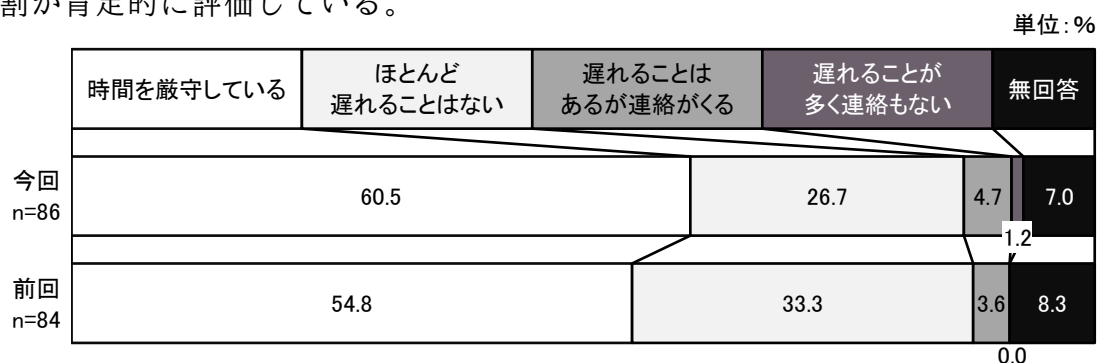 割が肯定的に評価している。
単位:%
時間を厳守している
ほとんど
遅れることはない
遅れることは
あるが連絡がくる
遅れることが
多く連絡もない
無回答
今回
n=86
60.5
26.7
4.7
1.2
7.0
前回
n=84
54.8
33.3
3.6
0.0
8.3